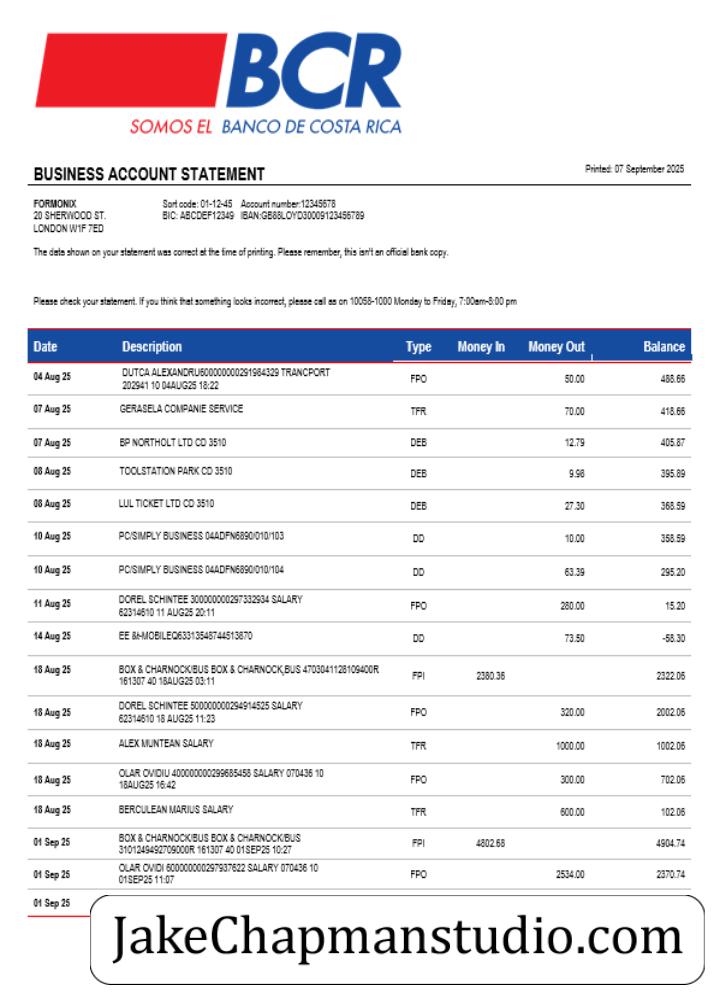 BCR
SOMOS EL BANCO DE COSTA RICA
BUSINESS ACCOUNT STATEMENT
Printed: 07 September 2025
FORMONIX Sort code: 01-12-45 Account number:12345678
20 SHERWOOD ST. BIC: ABCDEF12349 IBAN:GB88LOYD30009123456789
LONDON W1F 7ED
The data shown on your statement was correct at the time of printing. Please remember, this isn't an official bank copy.
Please check your statement. If you think that something looks incorrect, please call as on 10058-1000 Monday to Friday, 7:00am-8:00 pm
Date Description Type Money In Money Out Balance
04 Aug 25 DUTCA ALEXANDRU600000000291984329 TRANCPORT FPO 50.00 488.66
202941 10 04AUG25 18:22
07 Aug 25 GERASELA COMPANIE SERVICE TFR 70.00 418.66
07 Aug 25 BP NORTHOLT LTD CD 3510 DEB 12.79 405.87
08 Aug 25 TOOLSTATION PARK CD 3510 DEB 9.98 395.89
08 Aug 25 LUL TICKET LTD CD 3510 DEB 27.30 368.59
10 Aug 25 PC/SIMPLY BUSINESS 04ADFN6890/010/103 DD 10.00 358.59
10 Aug 25 PC/SIMPLY BUSINESS 04ADFN6890/010/104 DD 63.39 295.20
11 Aug 25 DOREL SCHINTEE 300000000297332934 SALARY FPO 280.00 15.20
62314610 11 AUG25 20:11
14 Aug 25 EE &MOBILEQ63313548744513870 DD 73.50 -58.30
18 Aug 25 BOX & CHARNOCK/BUS BOX & CHARNOCK,BUS 4703041128109400R FPI 2380.36 2322.06
161307 40 18AUG25 03:11
18 Aug 25 DOREL SCHINTEE 500000000294914525 SALARY FPO 320.00 2002.06
62314610 18 AUG25 11:23
18 Aug 25 ALEX MUNTEAN SALARY TFR 1000.00 1002.06
18 Aug 25 OLAR OVIDIU 400000000299685458 SALARY 070436 10 FPO 300.00 702.06
18AUG25 16:42
18 Aug 25 BERCULEAN MARIUS SALARY TFR 600.00 102.06
01 Sep 25 BOX & CHARNOCK/BUS BOX & CHARNOCK/BUS FPI 4802.68 4904.74
3101249492709000R 161307 40 01SEP25 10:27
01 Sep 25 OLAR OVIDI 600000000297937622 SALARY 070436 10 FPO 2534.00 2370.74
01SEP25 11:07
01 Sep 25
JakeChapmanstudio.com